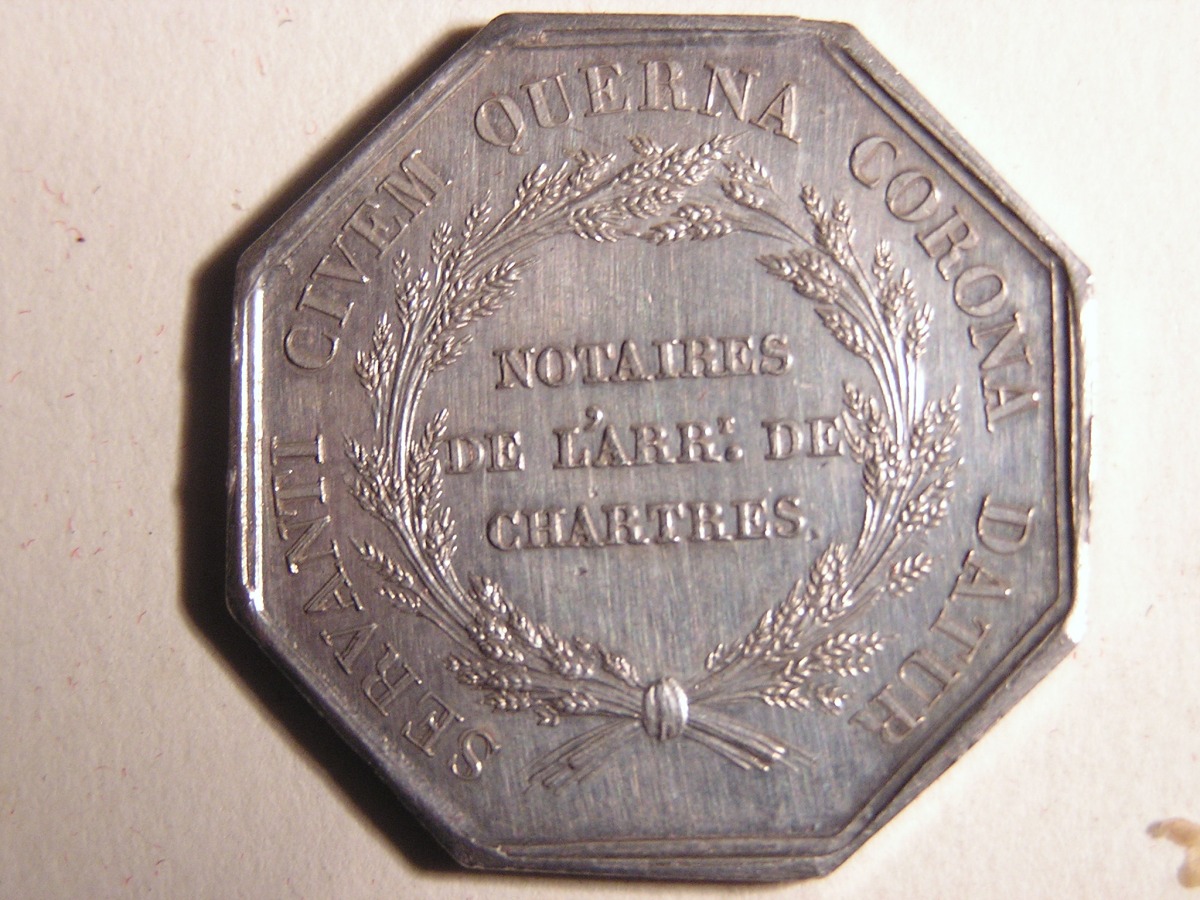 SERVANTI CIVEM QUERNA CORONA DATUR
NOTAIRES
DE L'ARRT. DE
CHARTRES.